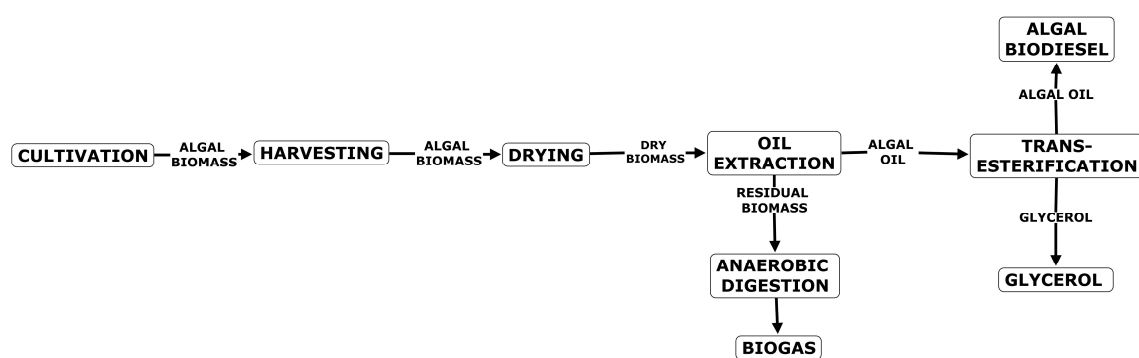 ALGAL
BIODIESEL
ALGAL OIL
CULTIVATION
ALGAL
BIOMASS
HARVESTING
ALGAL
BIOMASS
DRYING
DRY
BIOMASS
OIL
EXTRACTION
ALGAL
OIL
TRANS-
ESTERIFICATION
RESIDUAL
BIOMASS
GLYCEROL
ANAEROBIC
DIGESTION
GLYCEROL
BIOGAS